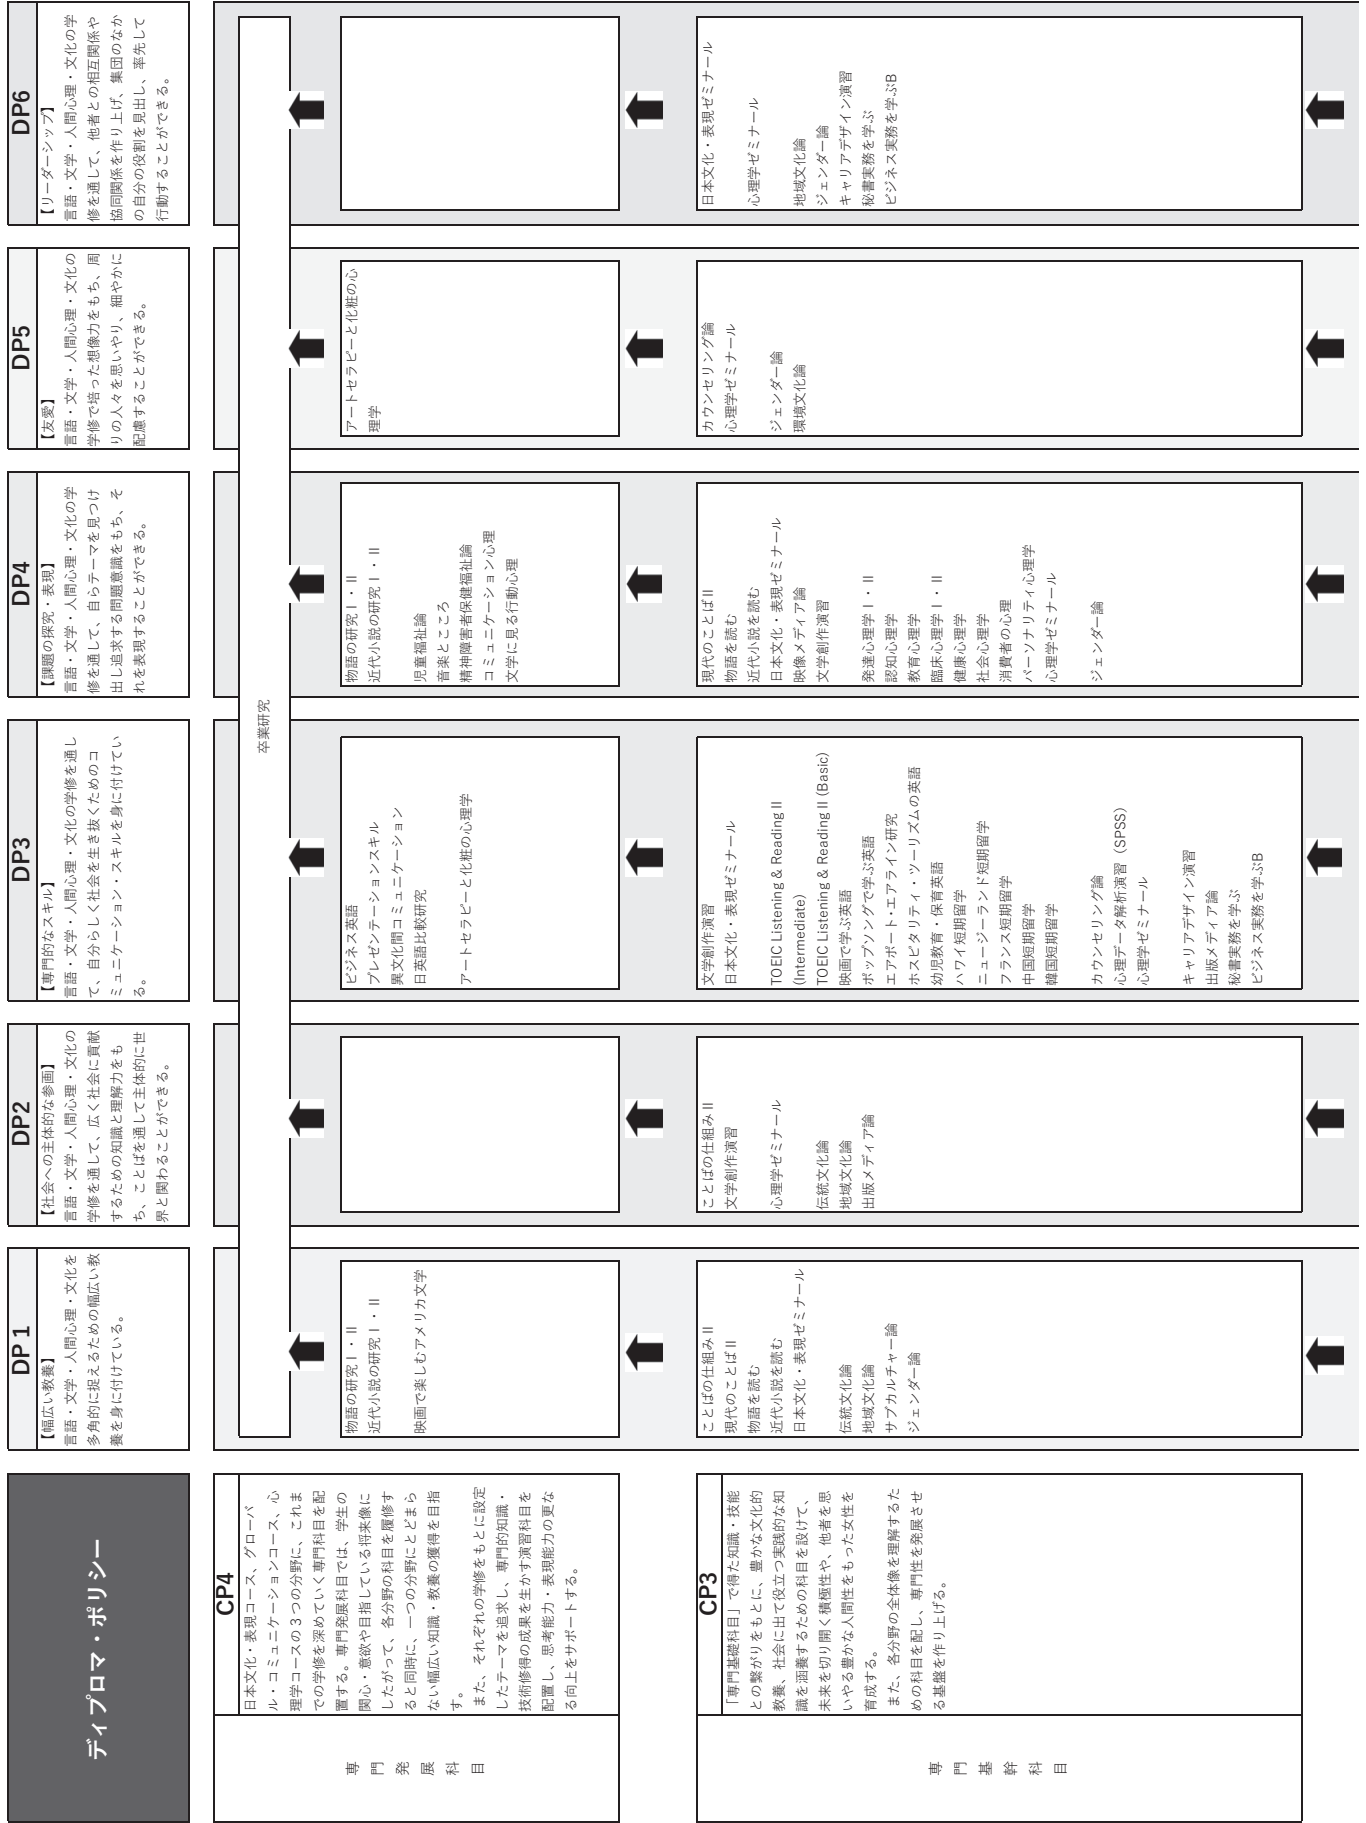 ディプロマ・ポリシー
DP 1
【幅広い教養】
言語・文学・人間心理・文化を
多角的に捉えるための幅広い教
養を身に付けている。
DP2
【社会への主体的な参画】
言語・文学・人間心理・文化の
学修を通して、広く社会に貢献
するための知識と理解力をも
ち、ことばを通して主体的に世
界と関わることができる。
DP3
【専門的なスキル】
言語・文学・人間心理・文化の学修を通し
て、自分らしく社会を生き抜くためのコ
ミュニケーション・スキルを身に付けてい
る。
DP4
【課題の探究・表現】
言語・文学・人間心理・文化の学
修を通して、自らテーマを見つけ
出し追求する問題意識をもち、そ
れを表現することができる。
DP5
【友愛】
言語・文学・人間心理・文化の
学修で培った想像力をもち、周
りの人々を思いやり、細やかに
配慮することができる。
DP6
【リーダーシップ】
言語・文学・人間心理・文化の学
修を通して、他者との相互関係や
協同関係を作り上げ、集団のなか
の自分の役割を見出し、率先して
行動することができる。
CP4
日本文化・表現コース、グローバ
ル・コミュニケーションコース、心
理学コースの３つの分野に、これま
での学修を深めていく専門科目を配
置する。専門発展科目では、学生の
関心・意欲や目指している将来像に
したがって、各分野の科目を履修す
ると同時に、一つの分野にとどまら
ない幅広い知識・教養の獲得を目指
す。
また、それぞれの学修をもとに設定
したテーマを追求し、専門的知識・
技術修得の成果を生かす演習科目を
配置し、思考能力・表現能力の更な
る向上をサポートする。
専門発展科目
卒業研究
物語の研究Ⅰ・Ⅱ
近代小説の研究Ⅰ・Ⅱ
映画で楽しむアメリカ文学
ビジネス英語
プレゼンテーションスキル
異文化間コミュニケーション
日英語比較研究
アートセラピーと化粧の心理学
物語の研究Ⅰ・Ⅱ
近代小説の研究Ⅰ・Ⅱ
児童福祉論
音楽とこころ
精神障害者保健福祉論
コミュニケーション心理
文学に見る行動心理
アートセラピーと化粧の心
理学
CP3
「専門基礎科目」で得た知識・技能
との繋がりをもとに、豊かな文化的
教養、社会に出て役立つ実践的な知
識を涵養するための科目を設けて、
未来を切り開く積極性や、他者を思
いやる豊かな人間性をもった女性を
育成する。
また、各分野の全体像を理解するた
めの科目を配し、専門性を発展させ
る基盤を作り上げる。
専門基幹科目
ことばの仕組みⅡ
現代のことばⅡ
物語を読む
近代小説を読む
日本文化・表現ゼミナール
伝統文化論
地域文化論
サブカルチャー論
ジェンダー論
ことばの仕組みⅡ
文学創作演習
心理学ゼミナール
伝統文化論
地域文化論
出版メディア論
文学創作演習
日本文化・表現ゼミナール
TOEIC Listening & ReadingⅡ
(Intermediate)
TOEIC Listening & ReadingⅡ (Basic)
映画で学ぶ英語
ポップソングで学ぶ英語
エアポート・エアライン研究
ホスピタリティ・ツーリズムの英語
幼児教育・保育英語
ハワイ短期留学
ニュージーランド短期留学
フランス短期留学
中国短期留学
韓国短期留学
カウンセリング論
心理データ解析演習（SPSS）
心理学ゼミナール
キャリアデザイン演習
出版メディア論
秘書実務を学ぶ
ビジネス実務を学ぶB
現代のことばⅡ
物語を読む
近代小説を読む
日本文化・表現ゼミナール
映像メディア論
文学創作演習
発達心理学Ⅰ・Ⅱ
認知心理学
教育心理学
臨床心理学Ⅰ・Ⅱ
健康心理学
社会心理学
消費者の心理
パーソナリティ心理学
心理学ゼミナール
ジェンダー論
カウンセリング論
心理学ゼミナール
ジェンダー論
環境文化論
日本文化・表現ゼミナール
心理学ゼミナール
地域文化論
ジェンダー論
キャリアデザイン演習
秘書実務を学ぶ
ビジネス実務を学ぶB